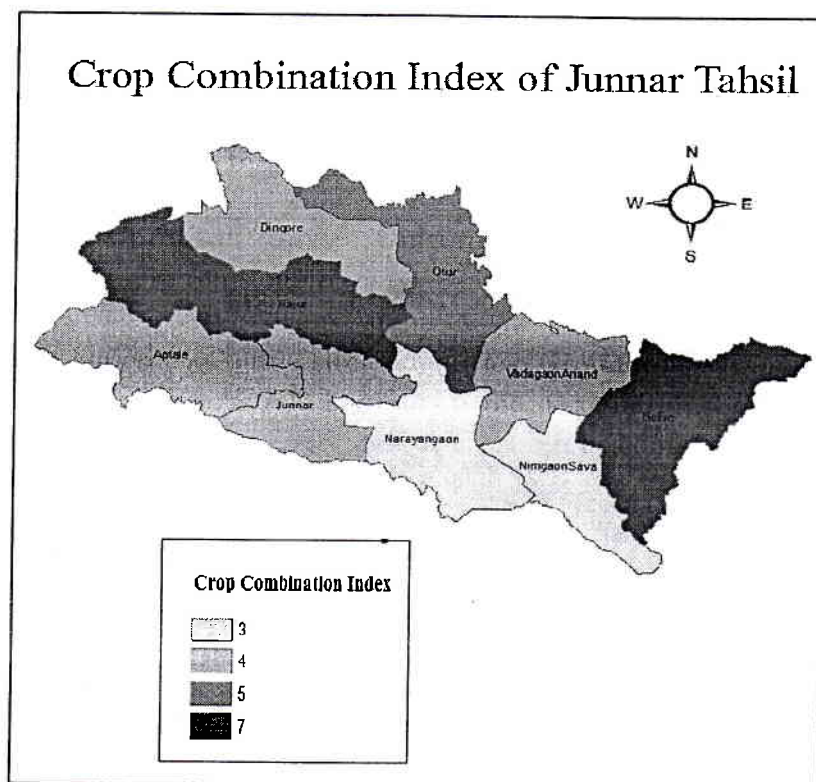 Crop Combination Index of Junnar Tahsil
N
W E
S
Dingore
Otur
Aptale
VadagaonAnand
Junnar
Narayangaon
NimgaonSava
Crop Combination Index
3
4
5
7